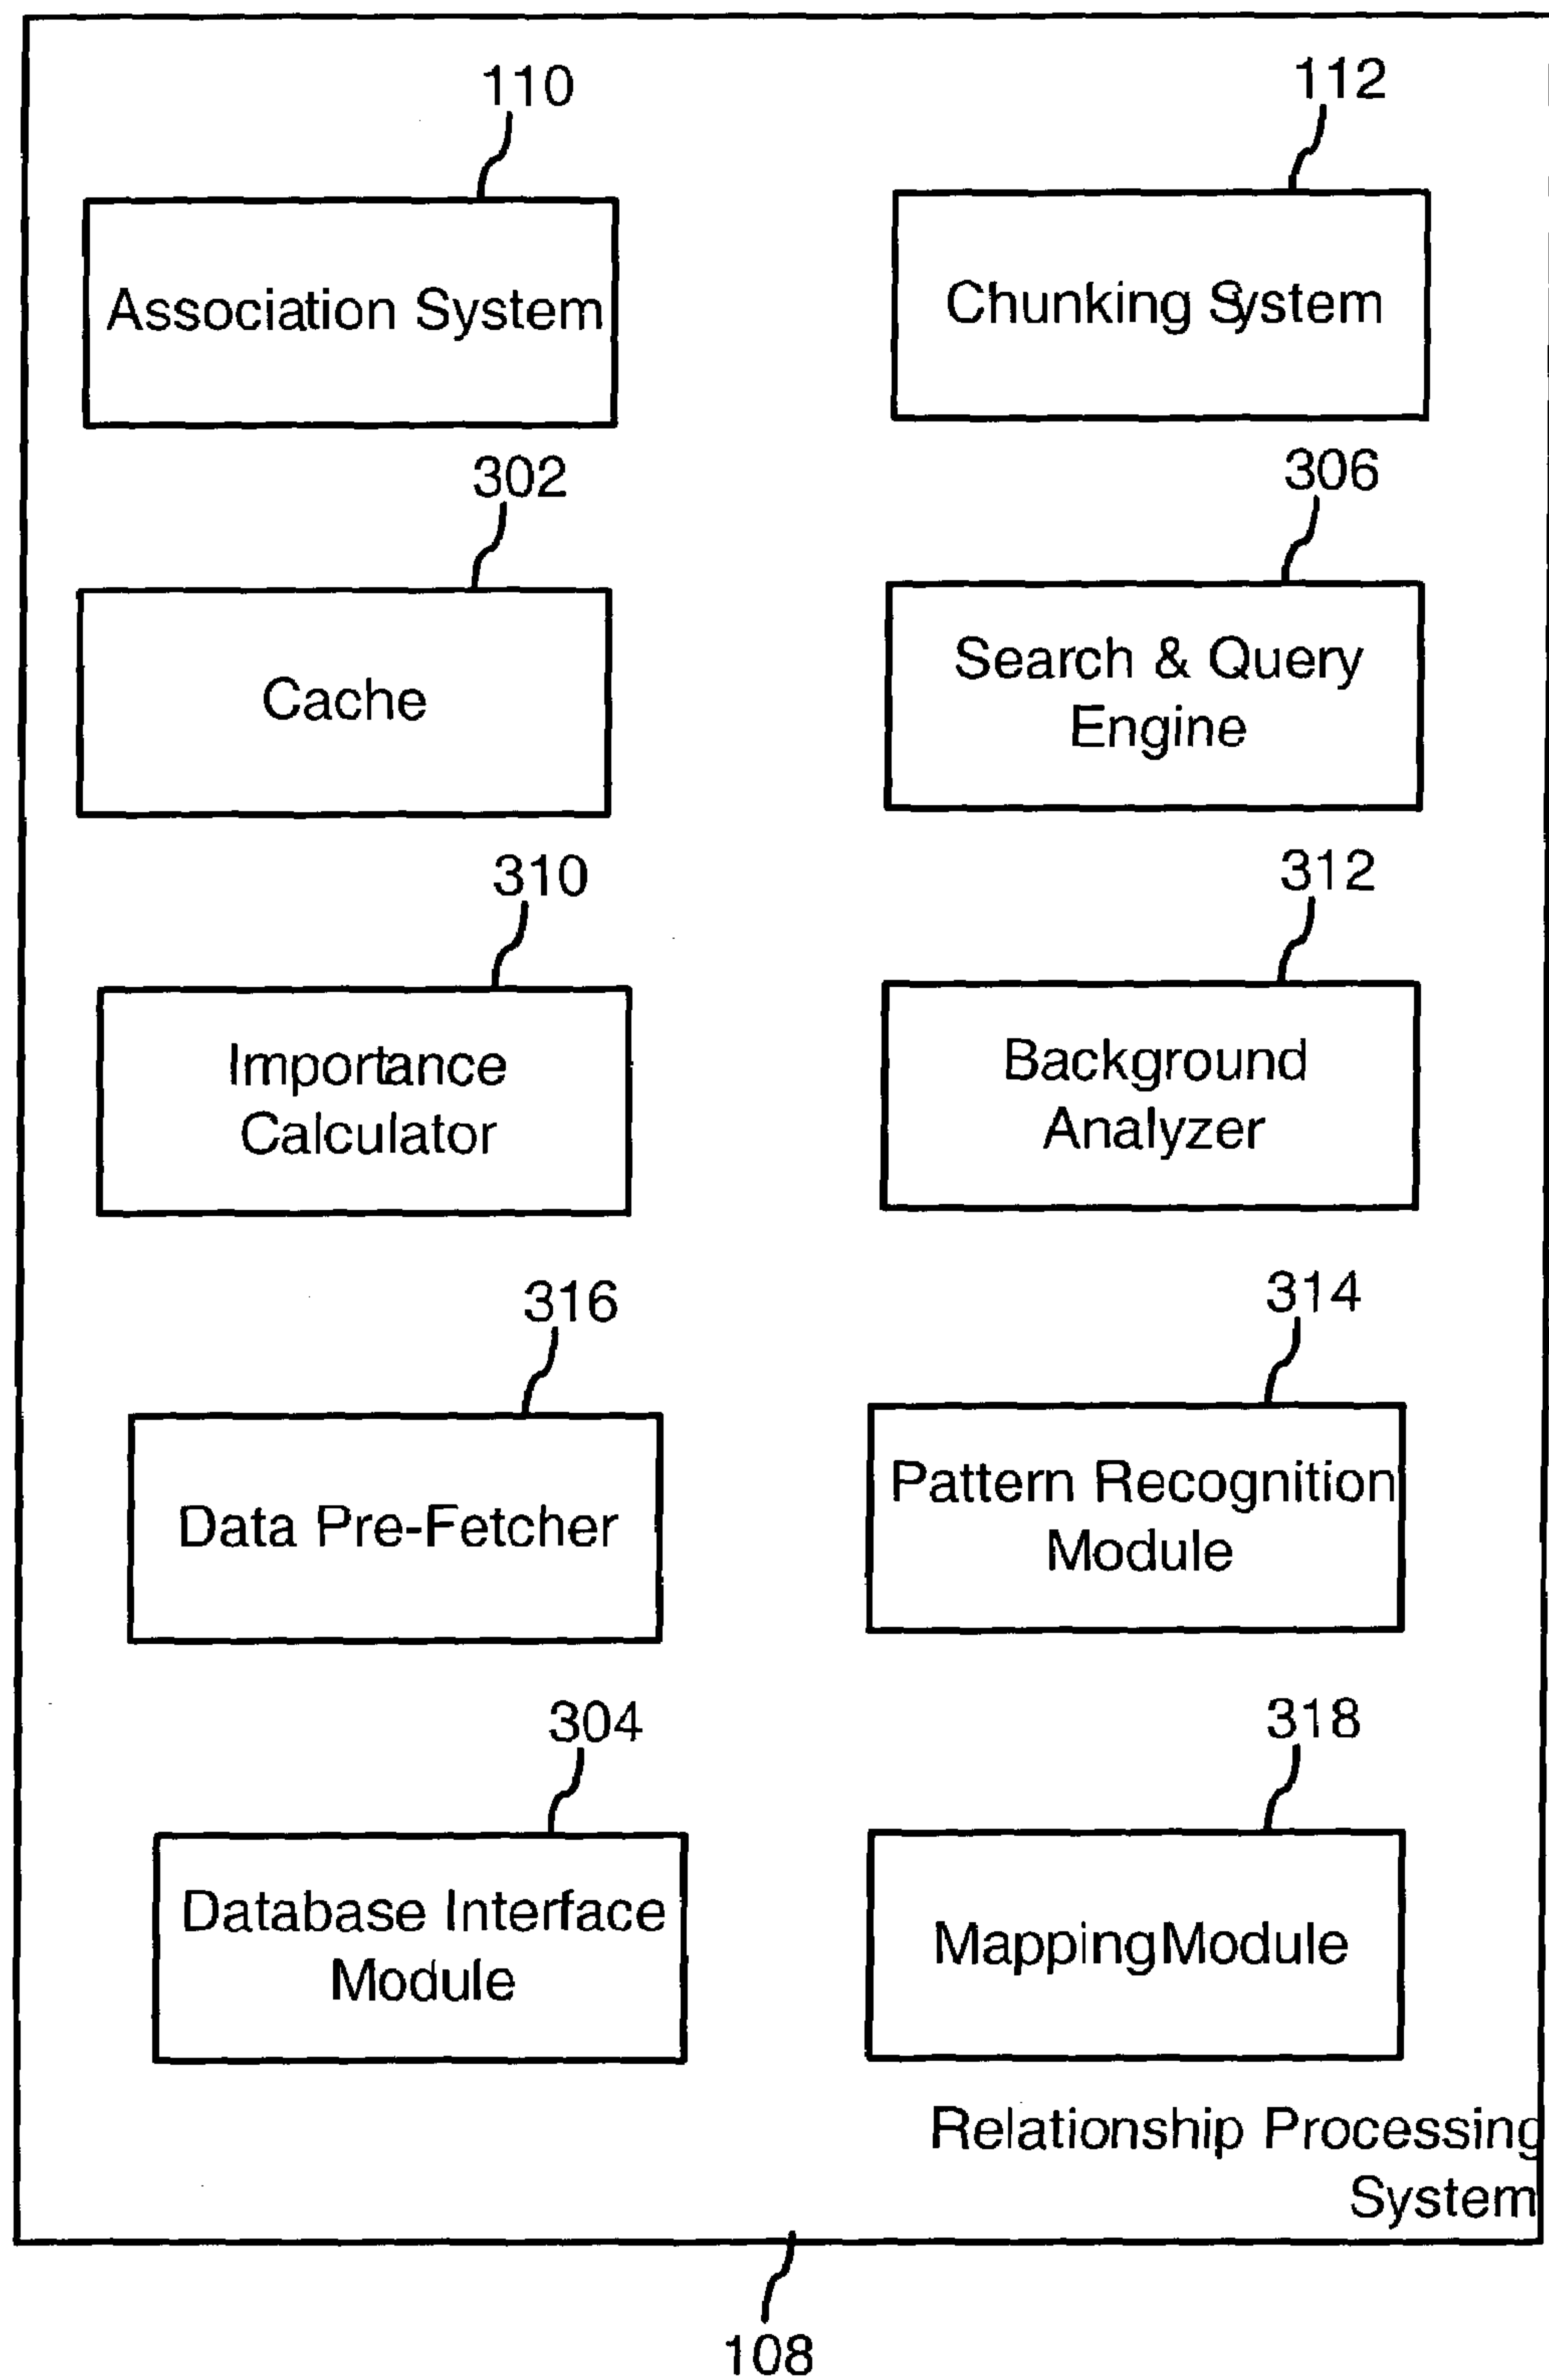 110
112
Association System
Chunking System
302
306
Cache
Search & Query
Engine
310
312
Importance
Calculator
Background
Analyzer
316
314
Data Pre-Fetcher
Pattern Recognition
Module
304
318
Database Interface
Module
MappingModule
Relationship Processing
System
108